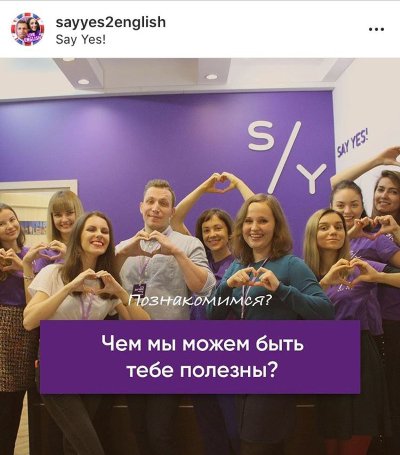 sayyes2english
Say Yes!
S/Y
SAY YES!
Познакомимся?
Чем мы можем быть
тебе полезны?